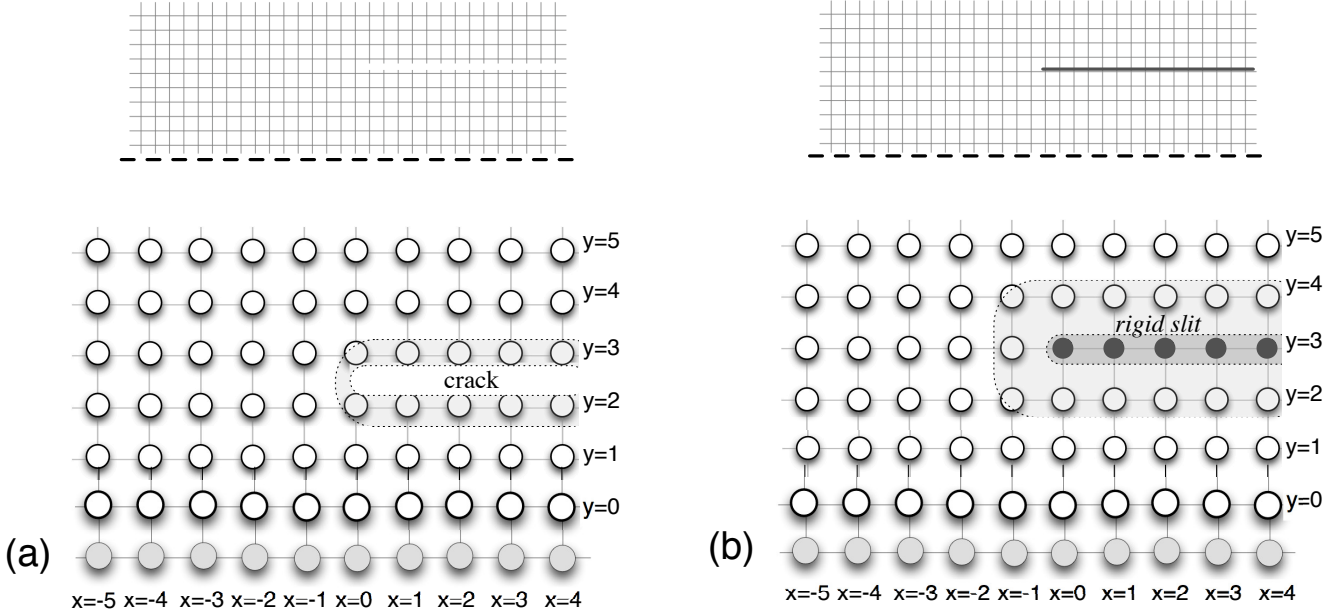 y=5
y=4
y=3
crack
y=2
y=1
y=0
(a)
x=-5 x=-4 x=-3 x=-2 x=-1 x=0 x=1 x=2 x=3 x=4
y=5
y=4
rigid slit
y=3
y=2
y=1
y=0
(b)
x=-5 x=-4 x=-3 x=-2 x=-1 x=0 x=1 x=2 x=3 x=4